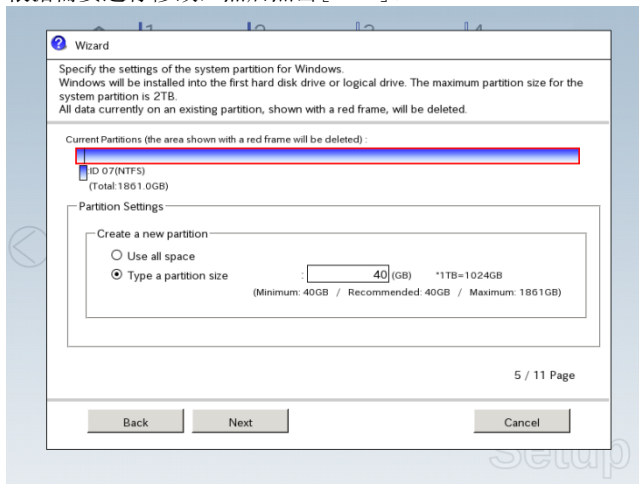 Wizard
Specify the settings of the system partition for Windows.
Windows will be installed into the first hard disk drive or logical drive. The maximum partition size for the
system partition is 2TB.
All data currently on an existing partition, shown with a red frame, will be deleted.
Current Partitions (the area shown with a red frame will be deleted) :
:ID 07(NTFS)
(Total:1861.0GB)
Partition Settings
Create a new partition
Use all space
Type a partition size : 40 (GB) *1TB=1024GB
(Minimum: 40GB / Recommended: 40GB / Maximum: 1861GB)
5 / 11 Page
Back Next Cancel
Setup